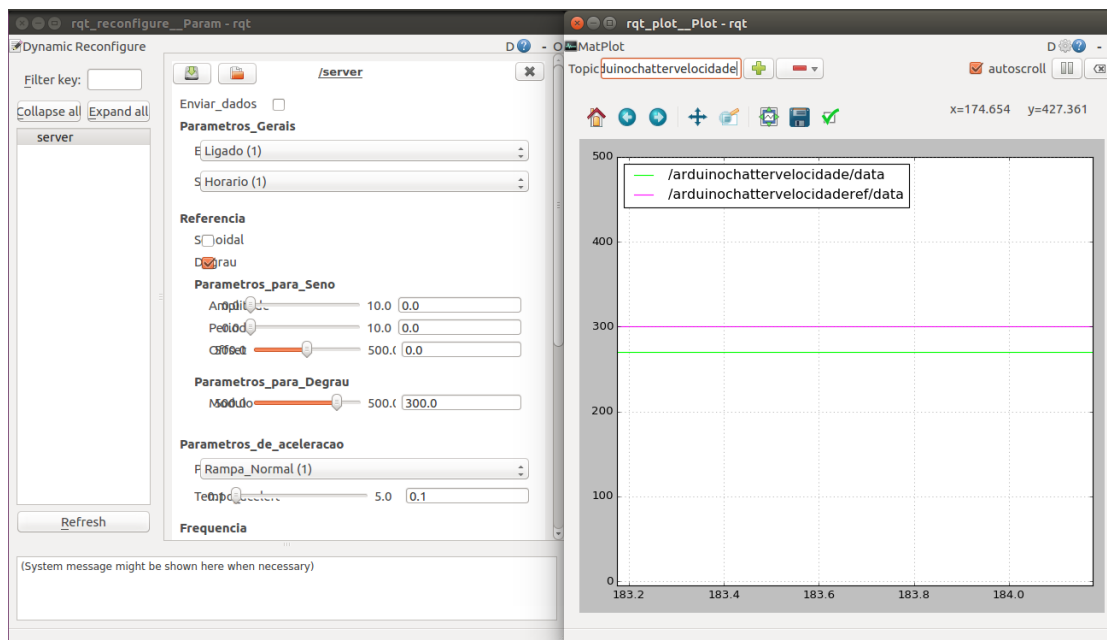 rqt_reconfigure__Param - rqt
Dynamic Reconfigure
D - O
Filter key:
Collapse all Expand all
server
Refresh
/server
Enviar_dados
Parametros_Gerais
E Ligado (1)
S Horario (1)
Referencia
oidal
Degrau
Parametros_para_Seno
10.0 0.0
10.0 0.0
500.( 0.0
Parametros_para_Degrau
500.( 300.0
Parametros_de_aceleracao
Rampa_Normal (1)
5.0 0.1
Frequencia
(System message might be shown here when necessary)
rqt_plot__Plot - rqt
MatPlot
D -
Topic duinochattervelocidade autoscroll
x=174.654 y=427.361
/arduinochattervelocidade/data
/arduinochattervelocidaderef/data
500
400
300
200
100
0
183.2 183.4 183.6 183.8 184.0